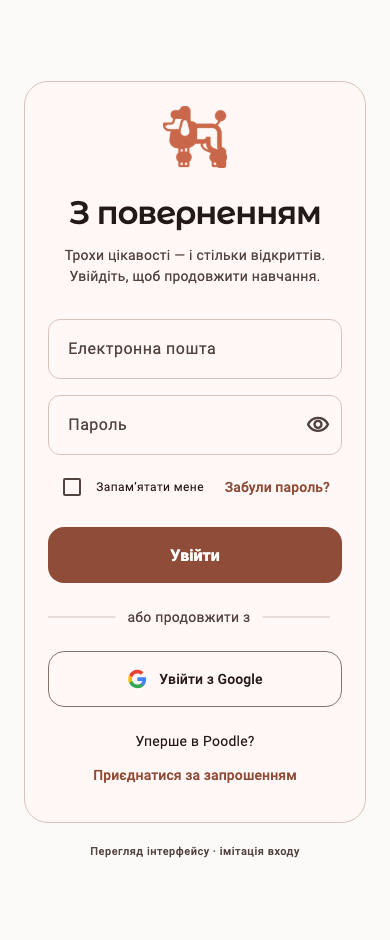 З поверненням
Трохи цікавості — і стільки відкриттів.
Увійдіть, щоб продовжити навчання.
Електронна пошта
Пароль
Запам’ятати мене
Забули пароль?
Увійти
або продовжити з
Увійти з Google
Уперше в Poodle?
Приєднатися за запрошенням
Перегляд інтерфейсу · імітація входу